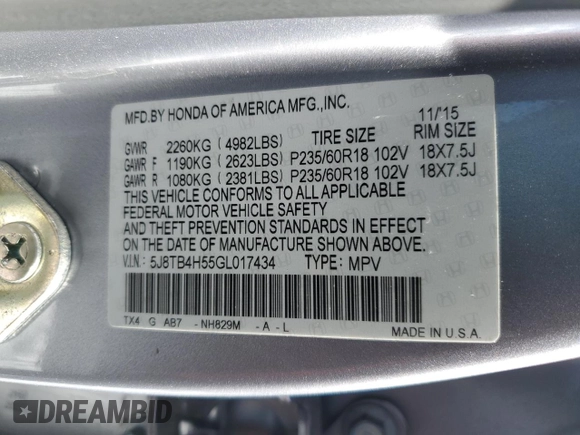 MFD. BY HONDA OF AMERICA MFG., INC. 11/'15
GVWR 2260KG ( 4982LBS) TIRE SIZE RIM SIZE
GAWR F 1190KG ( 2623LBS) P235/60R18 102V 18X7.5J
GAWR R 1080KG ( 2381LBS) P235/60R18 102V 18X7.5J
THIS VEHICLE CONFORMS TO ALL APPLICABLE
FEDERAL MOTOR VEHICLE SAFETY
AND THEFT PREVENTION STANDARDS IN EFFECT
ON THE DATE OF MANUFACTURE SHOWN ABOVE.
V.I.N.: 5J8TB4H55GL017434 TYPE: MPV
TX4 G AB7 - NH829M - A - L
MADE IN U.S.A.
DREAMBID